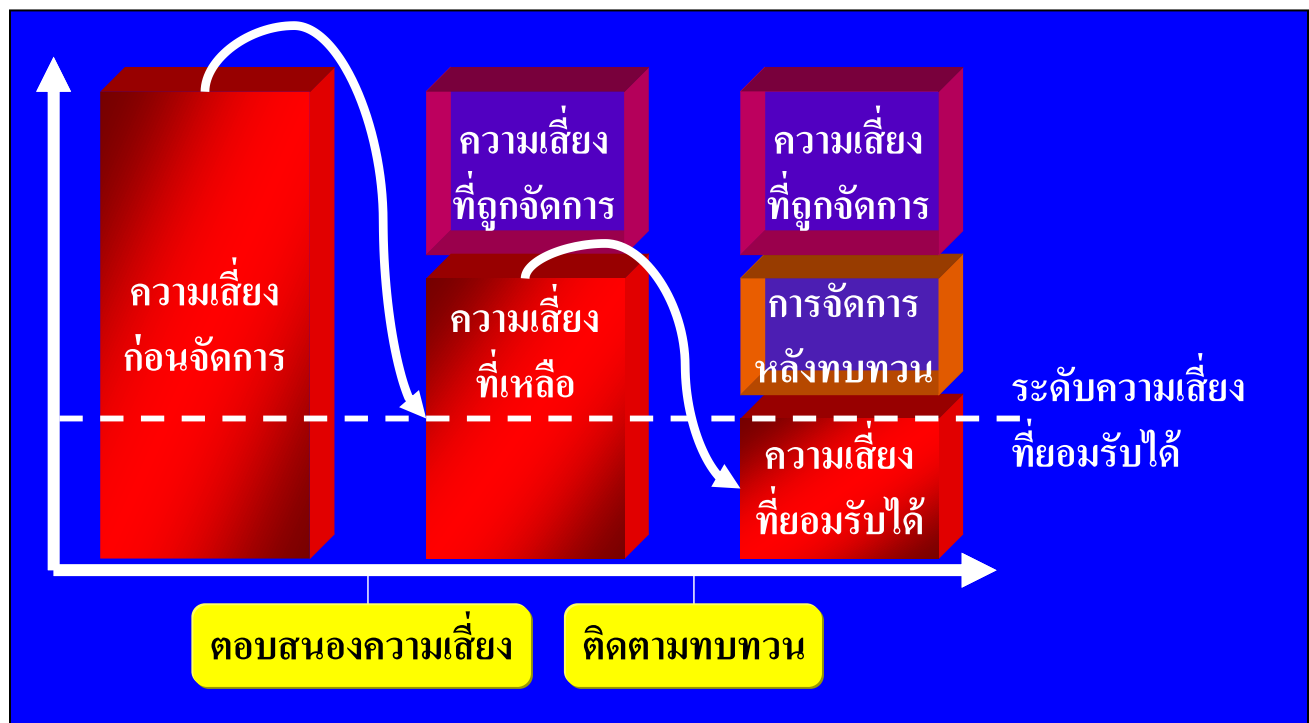 ความเสี่ยง
ก่อนจัดการ
ความเสี่ยง
ที่ถูกจัดการ
ความเสี่ยง
ที่เหลือ
ความเสี่ยง
ที่ถูกจัดการ
การจัดการ
หลังทบทวน
ความเสี่ยง
ที่ยอมรับได้
ระดับความเสี่ยง
ที่ยอมรับได้
ตอบสนองความเสี่ยง
ติดตามทบทวน